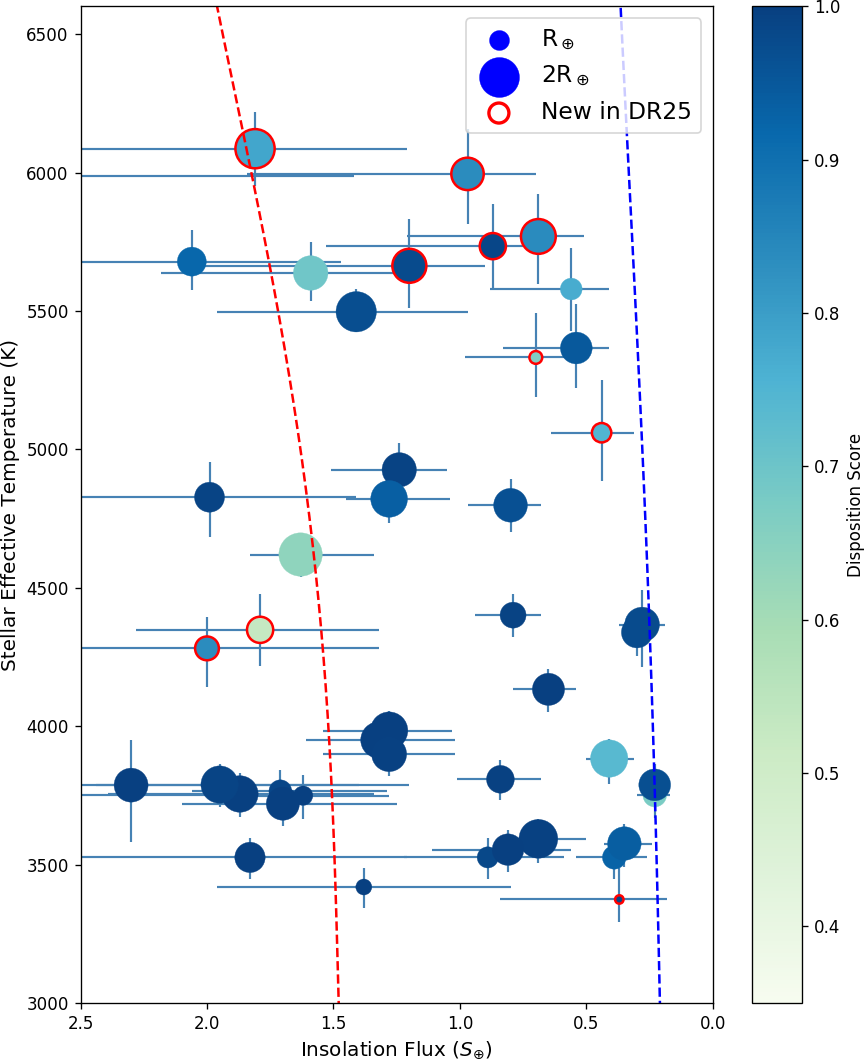 R⊕
2R⊕
New in DR25
6500
6000
5500
5000
4500
4000
3500
3000
Stellar Effective Temperature (K)
2.5 2.0 1.5 1.0 0.5 0.0
Insolation Flux (S⊕)
1.0
0.9
0.8
0.7
0.6
0.5
0.4
Disposition Score